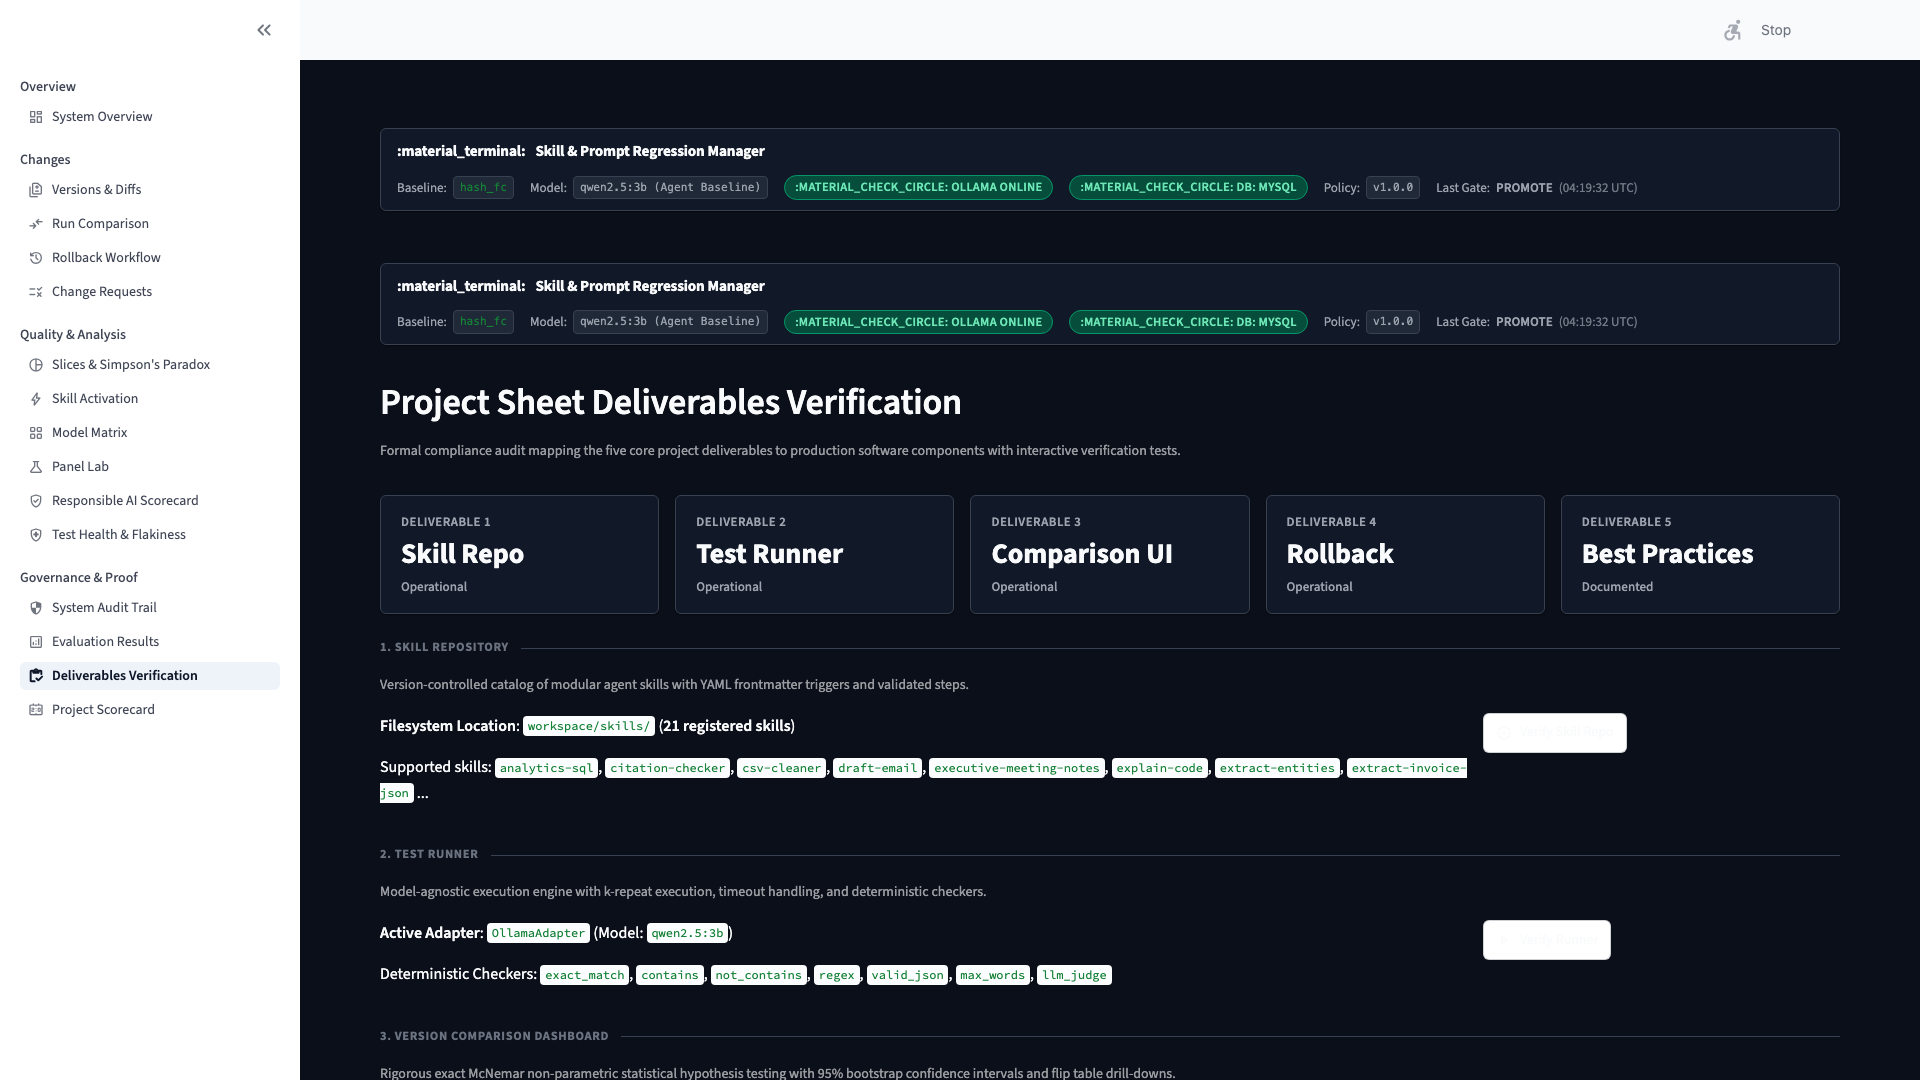 Stop
Overview
System Overview
Changes
Versions & Diffs
Run Comparison
Rollback Workflow
Change Requests
Quality & Analysis
Slices & Simpson's Paradox
Skill Activation
Model Matrix
Panel Lab
Responsible AI Scorecard
Test Health & Flakiness
Governance & Proof
System Audit Trail
Evaluation Results
Deliverables Verification
Project Scorecard
:material_terminal: Skill & Prompt Regression Manager
Baseline: hash_fc Model: qwen2.5:3b (Agent Baseline) :MATERIAL_CHECK_CIRCLE: OLLAMA ONLINE :MATERIAL_CHECK_CIRCLE: DB: MYSQL Policy: v1.0.0 Last Gate: PROMOTE (04:19:32 UTC)
:material_terminal: Skill & Prompt Regression Manager
Baseline: hash_fc Model: qwen2.5:3b (Agent Baseline) :MATERIAL_CHECK_CIRCLE: OLLAMA ONLINE :MATERIAL_CHECK_CIRCLE: DB: MYSQL Policy: v1.0.0 Last Gate: PROMOTE (04:19:32 UTC)
Project Sheet Deliverables Verification
Formal compliance audit mapping the five core project deliverables to production software components with interactive verification tests.
DELIVERABLE 1
Skill Repo
Operational
DELIVERABLE 2
Test Runner
Operational
DELIVERABLE 3
Comparison UI
Operational
DELIVERABLE 4
Rollback
Operational
DELIVERABLE 5
Best Practices
Documented
1. SKILL REPOSITORY
Version-controlled catalog of modular agent skills with YAML frontmatter triggers and validated steps.
Filesystem Location: workspace/skills/ (21 registered skills)
Verify Skill Repo
Supported skills: analytics-sql, citation-checker, csv-cleaner, draft-email, executive-meeting-notes, explain-code, extract-entities, extract-invoice-
json ...
2. TEST RUNNER
Model-agnostic execution engine with k-repeat execution, timeout handling, and deterministic checkers.
Active Adapter: OllamaAdapter (Model: qwen2.5:3b)
Verify Runner
Deterministic Checkers: exact_match, contains, not_contains, regex, valid_json, max_words, llm_judge
3. VERSION COMPARISON DASHBOARD
Rigorous exact McNemar non-parametric statistical hypothesis testing with 95% bootstrap confidence intervals and flip table drill-downs.